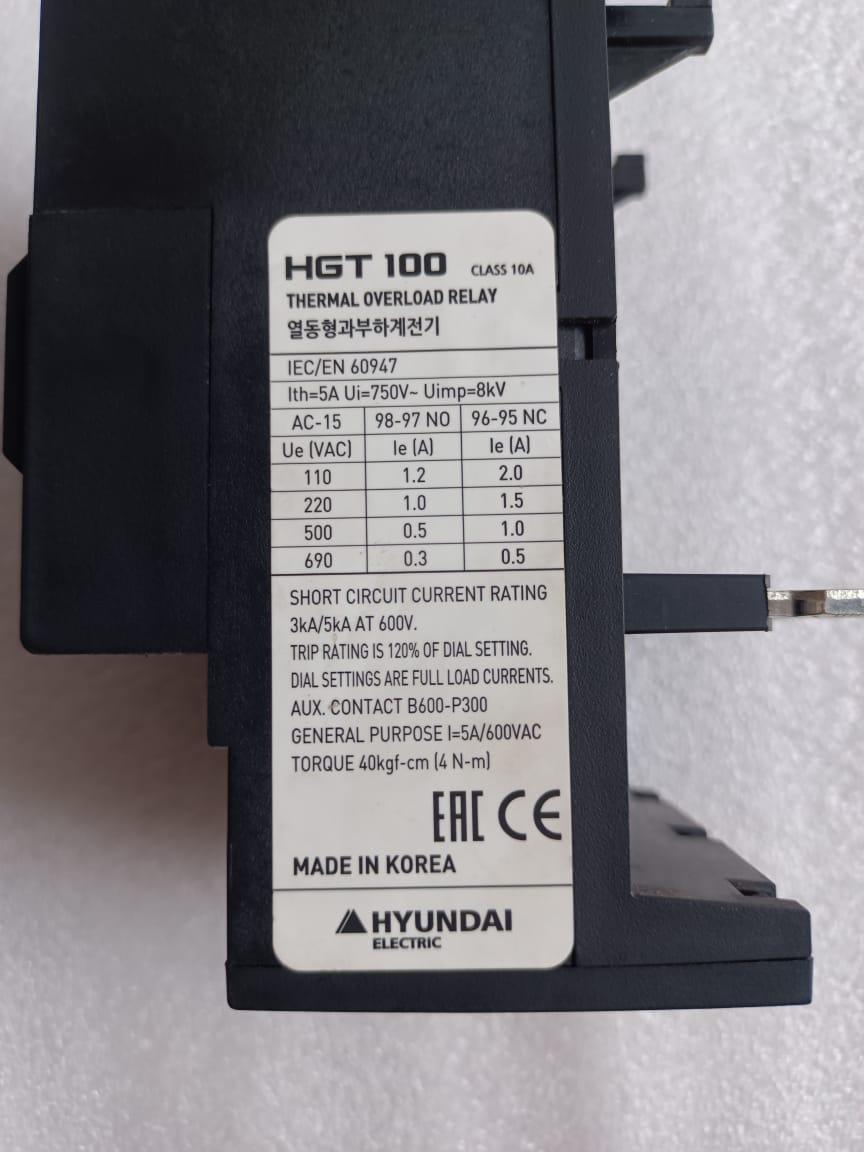 HGT 100 CLASS 10A
THERMAL OVERLOAD RELAY
열동형과부하계전기
IEC/EN 60947
Ith=5A Ui=750V~ Uimp=8kV
AC-15 98-97 NO 96-95 NC
Ue (VAC) Ie (A) Ie (A)
110 1.2 2.0
220 1.0 1.5
500 0.5 1.0
690 0.3 0.5
SHORT CIRCUIT CURRENT RATING
3kA/5kA AT 600V.
TRIP RATING IS 120% OF DIAL SETTING.
DIAL SETTINGS ARE FULL LOAD CURRENTS.
AUX. CONTACT B600-P300
GENERAL PURPOSE I=5A/600VAC
TORQUE 40kgf-cm (4 N-m)
EAC CE
MADE IN KOREA
HYUNDAI
ELECTRIC